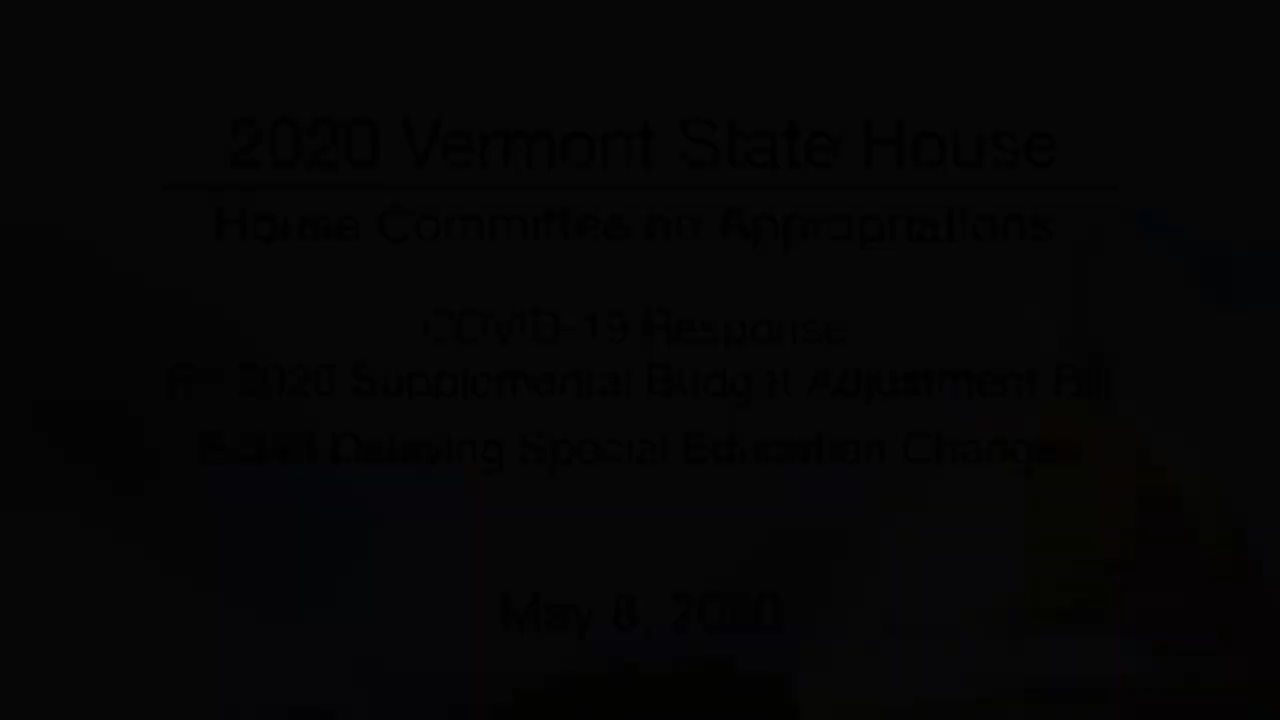 2020 Vermont State House
House Committee on Appropriations
COVID-19 Response
2020 Supplemental Budget Adjustment Bill
Delaying Special Education Changes
May 8, 2020